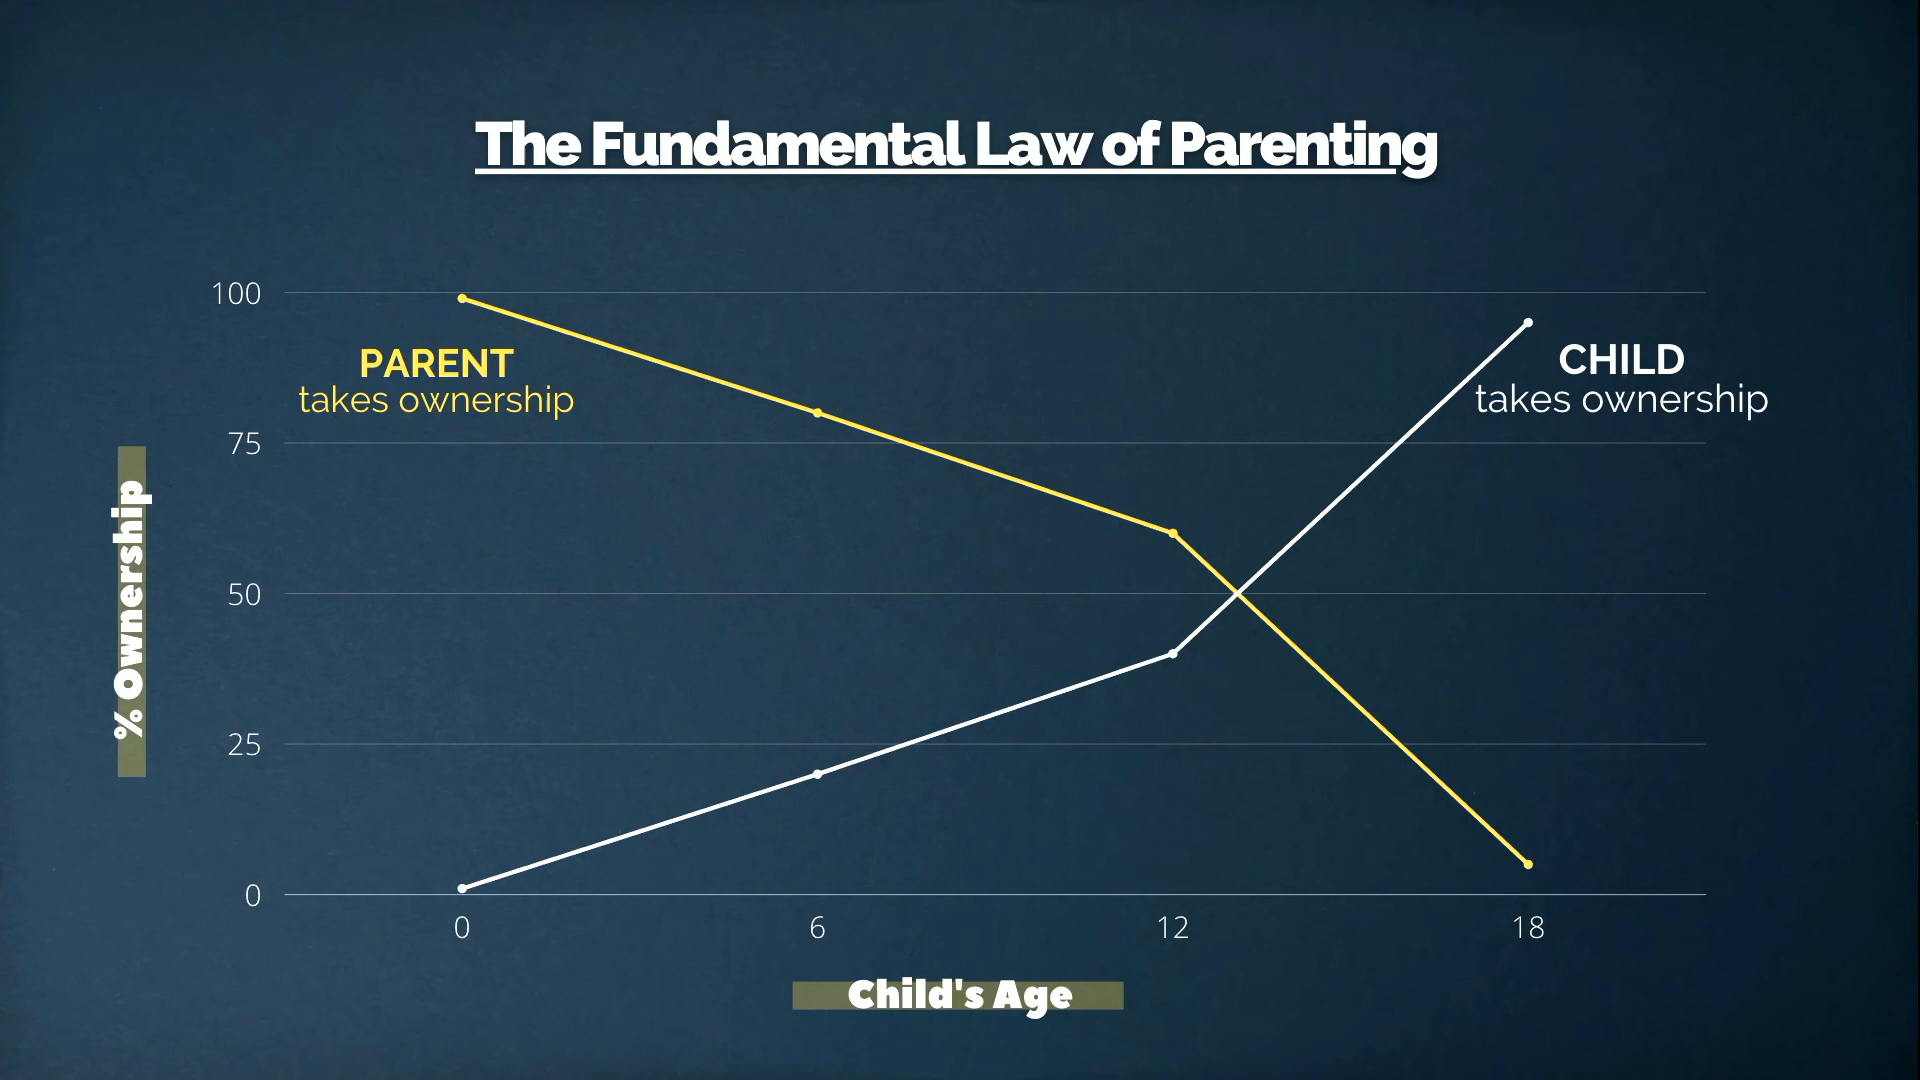 The Fundamental Law of Parenting
100
PARENT
takes ownership
CHILD
takes ownership
75
% Ownership
50
25
0
0 6 12 18
Child's Age